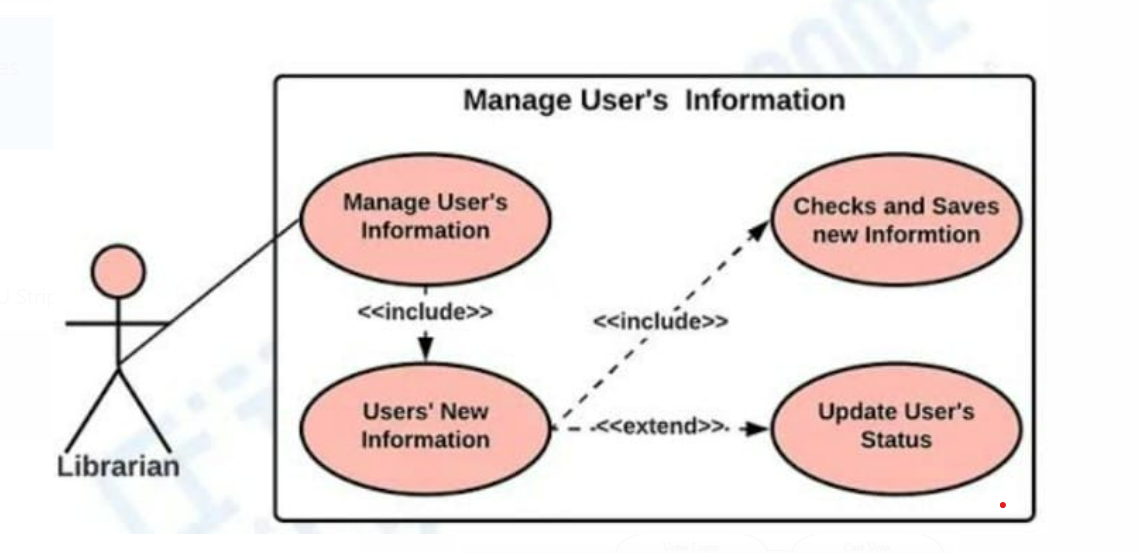 Manage User's Information
Manage User's
Information
Checks and Saves
new Informtion
<<include>>
<<include>>
Users' New
Information
<<extend>>
Update User's
Status
Librarian